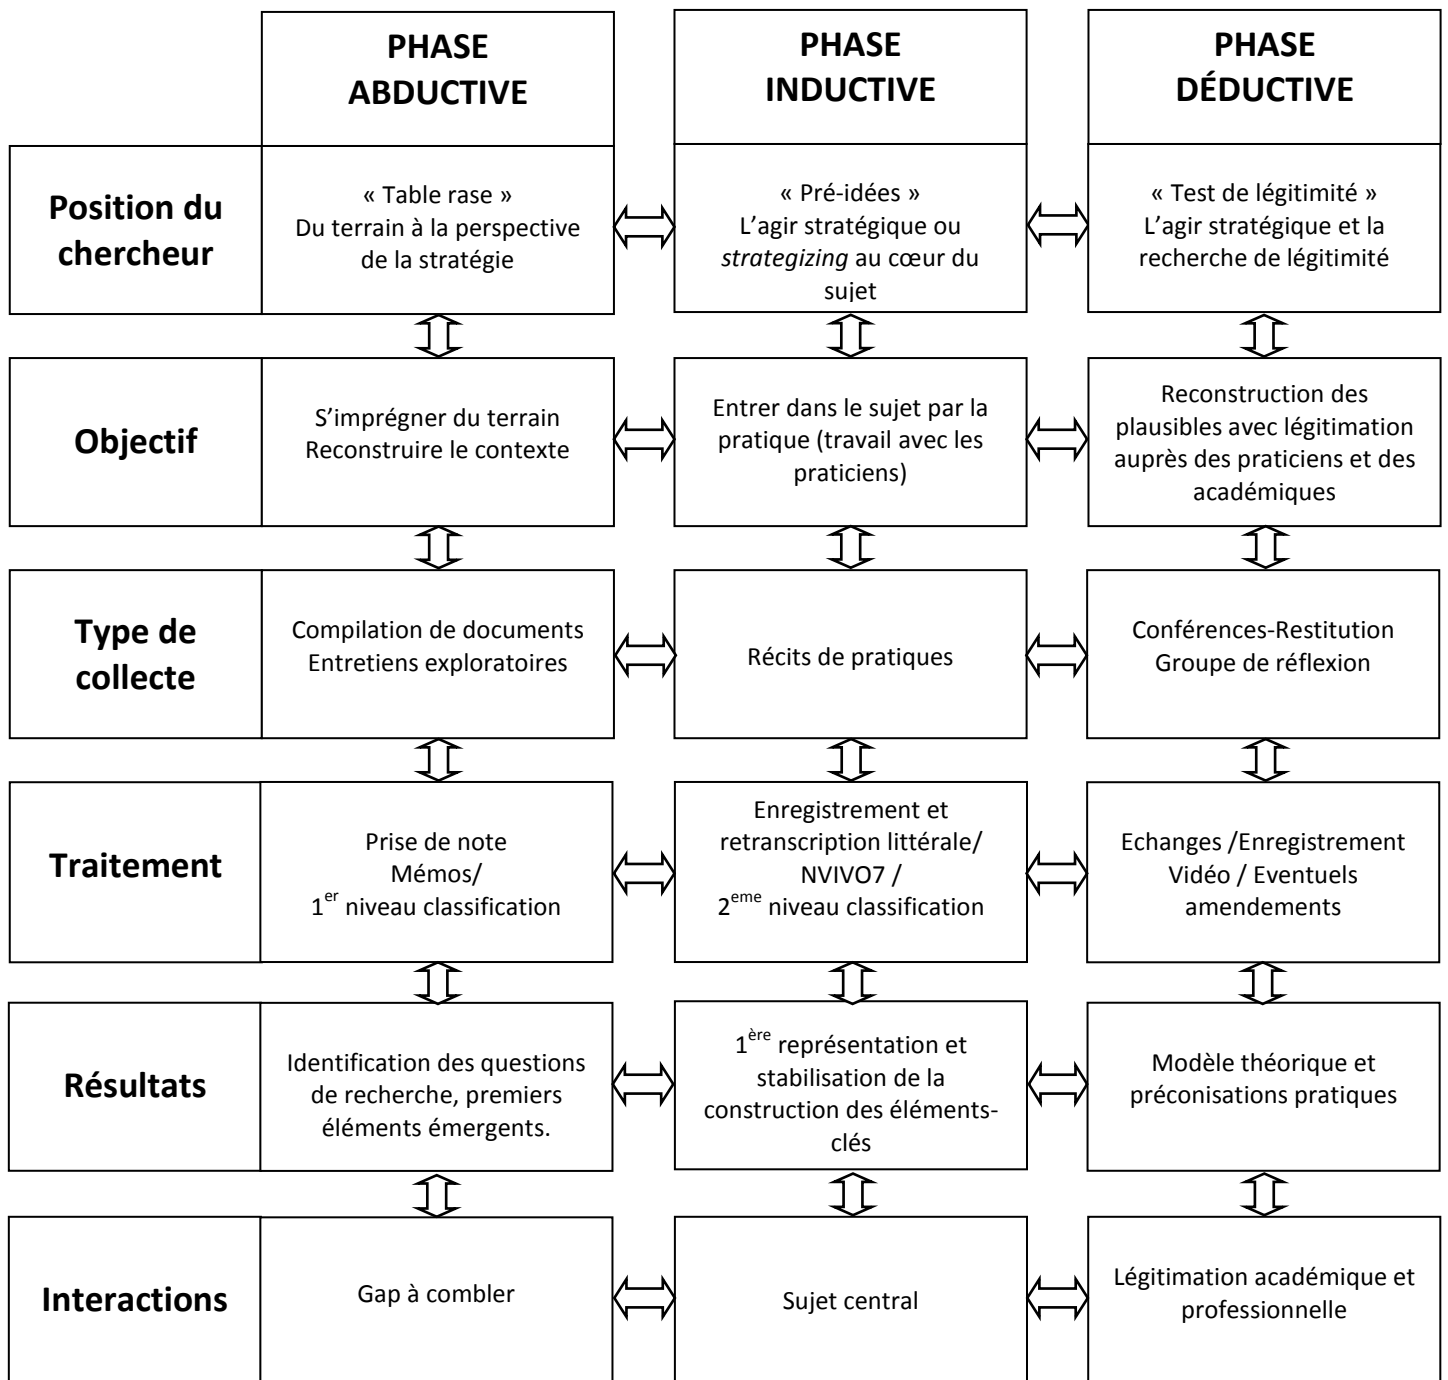 PHASE
ABDUCTIVE
PHASE
INDUCTIVE
PHASE
DÉDUCTIVE
Position du
chercheur
« Table rase »
Du terrain à la perspective
de la stratégie
« Pré-idées »
L’agir stratégique ou
strategizing au cœur du
sujet
« Test de légitimité »
L’agir stratégique et la
recherche de légitimité
Objectif
S’imprégner du terrain
Reconstruire le contexte
Entrer dans le sujet par la
pratique (travail avec les
praticiens)
Reconstruction des
plausibles avec légitimation
auprès des praticiens et des
académiques
Type de
collecte
Compilation de documents
Entretiens exploratoires
Récits de pratiques
Conférences-Restitution
Groupe de réflexion
Traitement
Prise de note
Mémos/
1er niveau classification
Enregistrement et
retranscription littérale/
NVIVO7 /
2eme niveau classification
Echanges /Enregistrement
Vidéo / Eventuels
amendements
Résultats
Identification des questions
de recherche, premiers
éléments émergents.
1ère représentation et
stabilisation de la
construction des éléments-
clés
Modèle théorique et
préconisations pratiques
Interactions
Gap à combler
Sujet central
Légitimation académique et
professionnelle